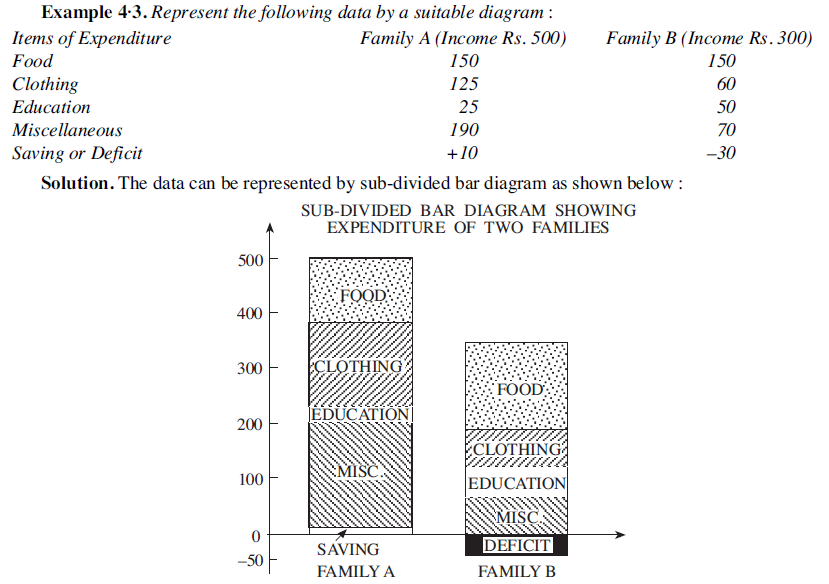 Example 4·3. Represent the following data by a suitable diagram :
Items of Expenditure Family A (Income Rs. 500) Family B (Income Rs. 300)
Food 150 150
Clothing 125 60
Education 25 50
Miscellaneous 190 70
Saving or Deficit +10 –30
Solution. The data can be represented by sub-divided bar diagram as shown below :
SUB-DIVIDED BAR DIAGRAM SHOWING
EXPENDITURE OF TWO FAMILIES
500
400
300
200
100
0
–50
FOOD
CLOTHING
EDUCATION
MISC.
SAVING
FAMILY A
FOOD
CLOTHING
EDUCATION
MISC.
DEFICIT
FAMILY B